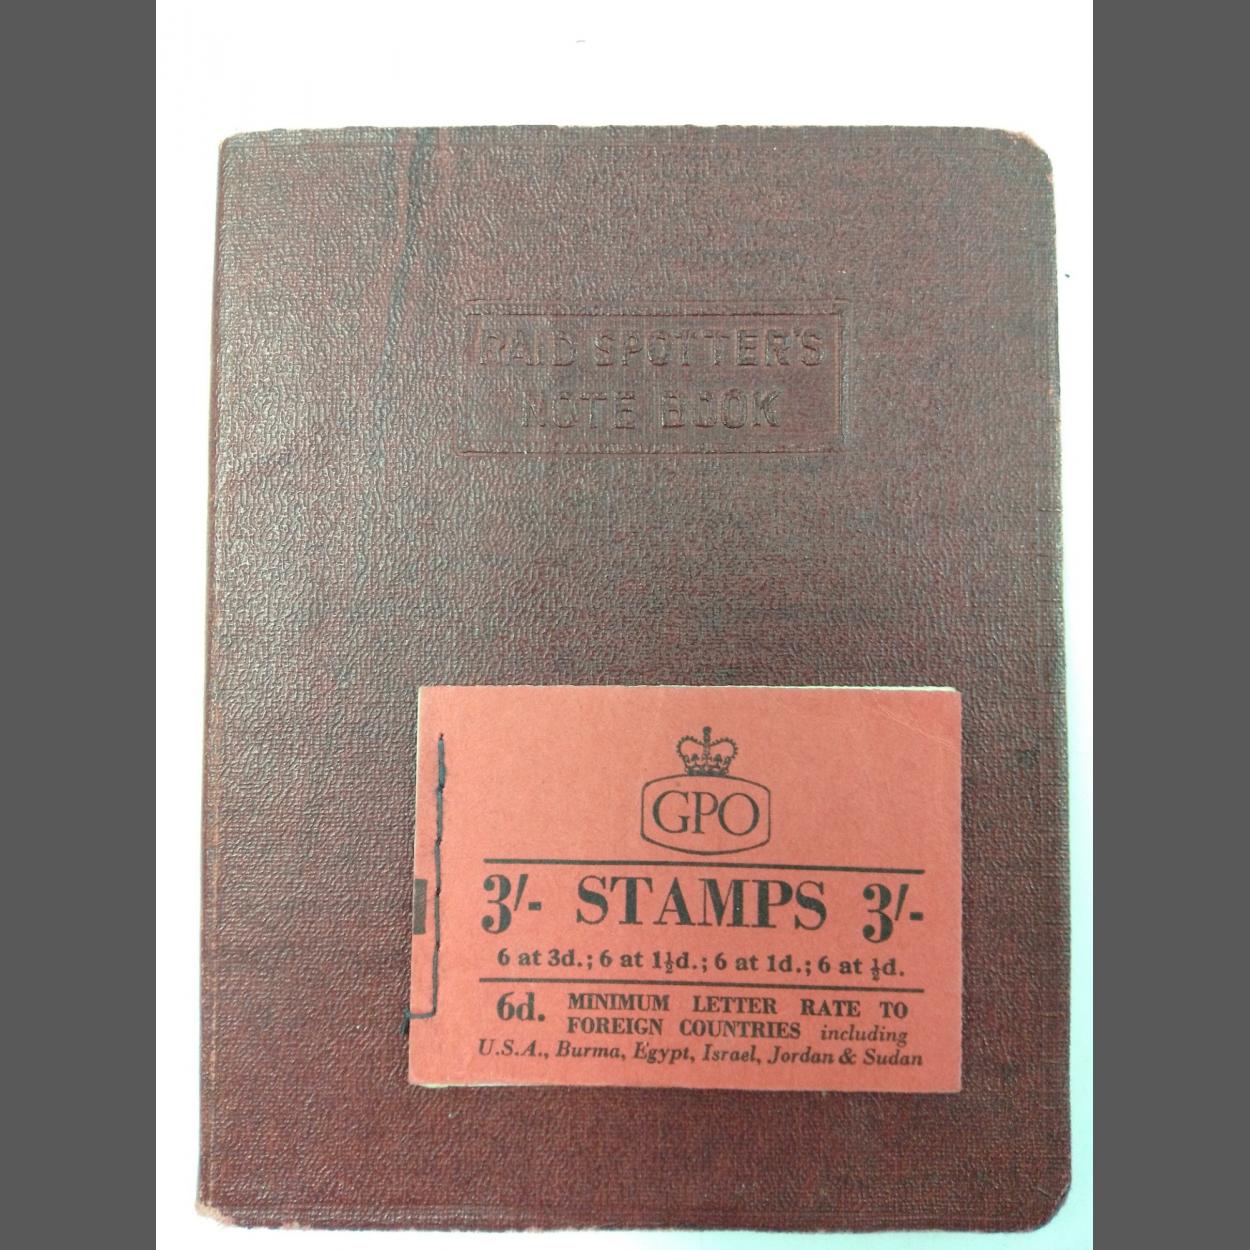 RAID SPOTTER'S
NOTE BOOK
GPO
3/- STAMPS 3/-
6 at 3d.; 6 at 1½d.; 6 at 1d.; 6 at ½d.
6d. MINIMUM LETTER RATE TO
FOREIGN COUNTRIES including
U.S.A., Burma, Egypt, Israel, Jordan & Sudan